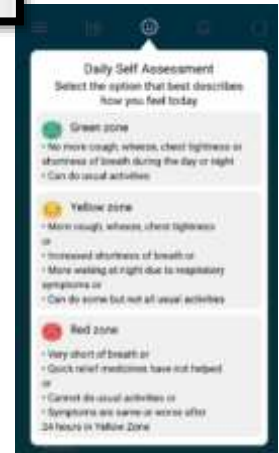 Daily Self Assessment
Select the option that best describes
how you feel today
Green zone
• No more cough, wheeze, chest tightness or
shortness of breath during the day or night
• Can do usual activities
Yellow zone
• More cough, wheeze, chest tightness
or
• Increased shortness of breath or
• More waking at night due to respiratory
symptoms or
• Can do some but not all usual activities
Red zone
• Very short of breath or
• Quick relief medicines have not helped
or
• Cannot do usual activities or
• Symptoms are same or worse after
24 hours in Yellow Zone